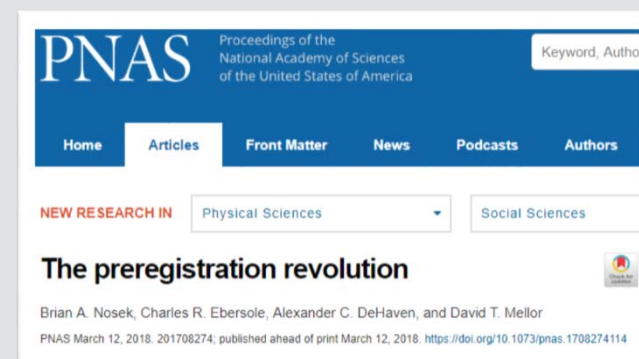 PNAS
Proceedings of the
National Academy of Sciences
of the United States of America
Keyword, Autho
Home Articles Front Matter News Podcasts Authors
NEW RESEARCH IN Physical Sciences Social Sciences
The preregistration revolution
Check for
updates
Brian A. Nosek, Charles R. Ebersole, Alexander C. DeHaven, and David T. Mellor
PNAS March 12, 2018. 201708274; published ahead of print March 12, 2018. https://doi.org/10.1073/pnas.1708274114